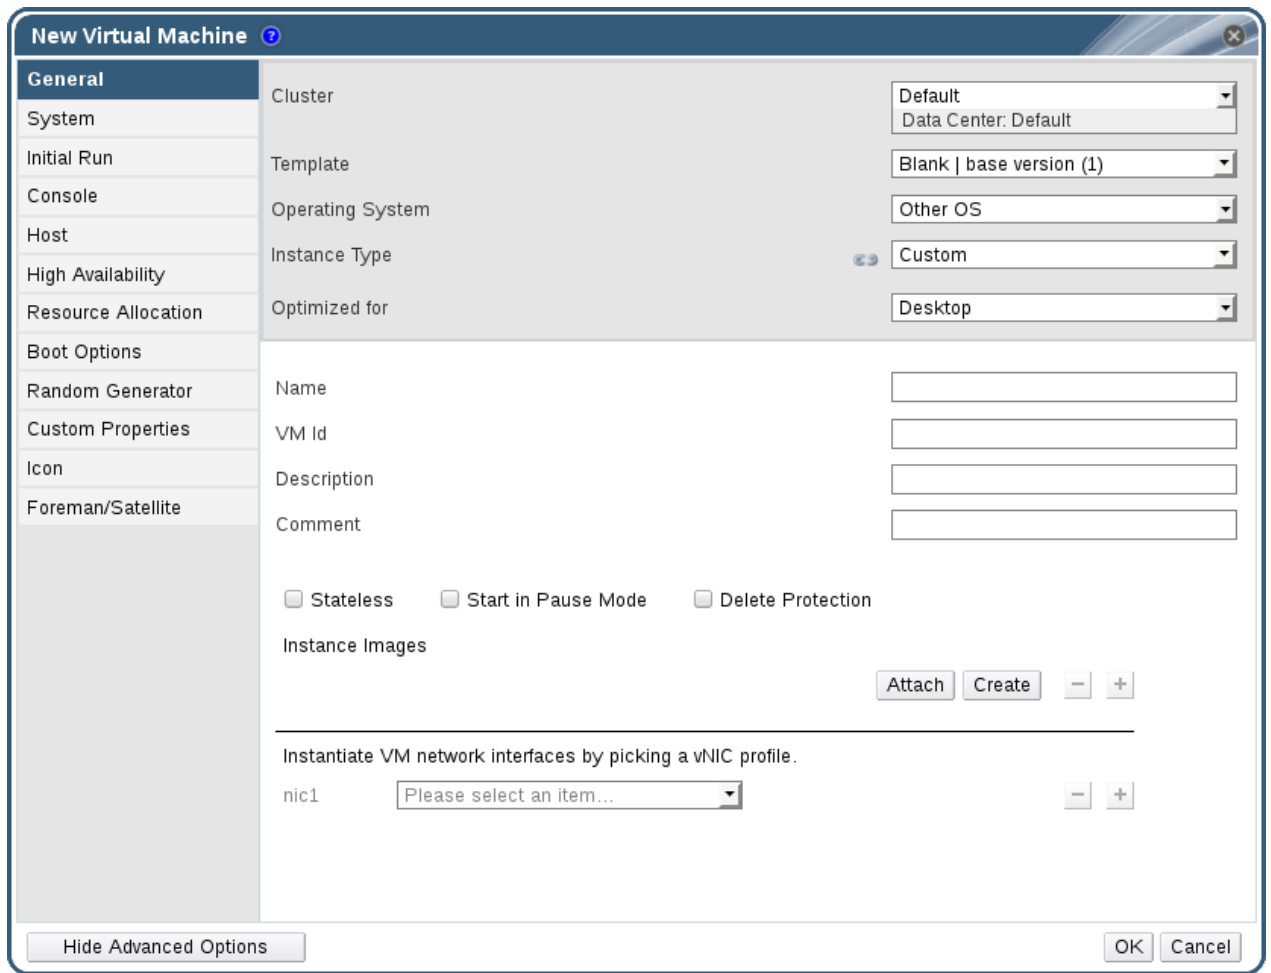 New Virtual Machine ?
General
System
Initial Run
Console
Host
High Availability
Resource Allocation
Boot Options
Random Generator
Custom Properties
Icon
Foreman/Satellite
Cluster Default
Data Center: Default
Template Blank | base version (1)
Operating System Other OS
Instance Type Custom
Optimized for Desktop
Name
VM Id
Description
Comment
Stateless Start in Pause Mode Delete Protection
Instance Images
Attach Create − +
Instantiate VM network interfaces by picking a vNIC profile.
nic1 Please select an item... − +
Hide Advanced Options OK Cancel